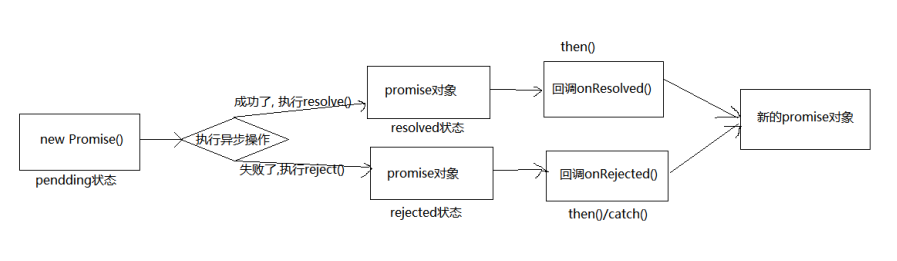 new Promise()
pendding状态
执行异步操作
成功了, 执行resolve()
失败了,执行reject()
promise对象
resolved状态
promise对象
rejected状态
then()
回调onResolved()
回调onRejected()
then()/catch()
新的promise对象